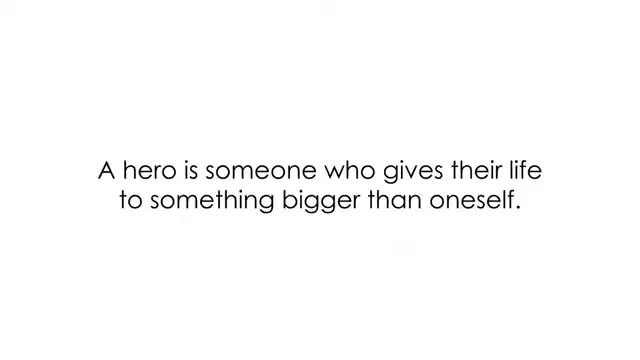 A hero is someone who gives their life
to something bigger than oneself.